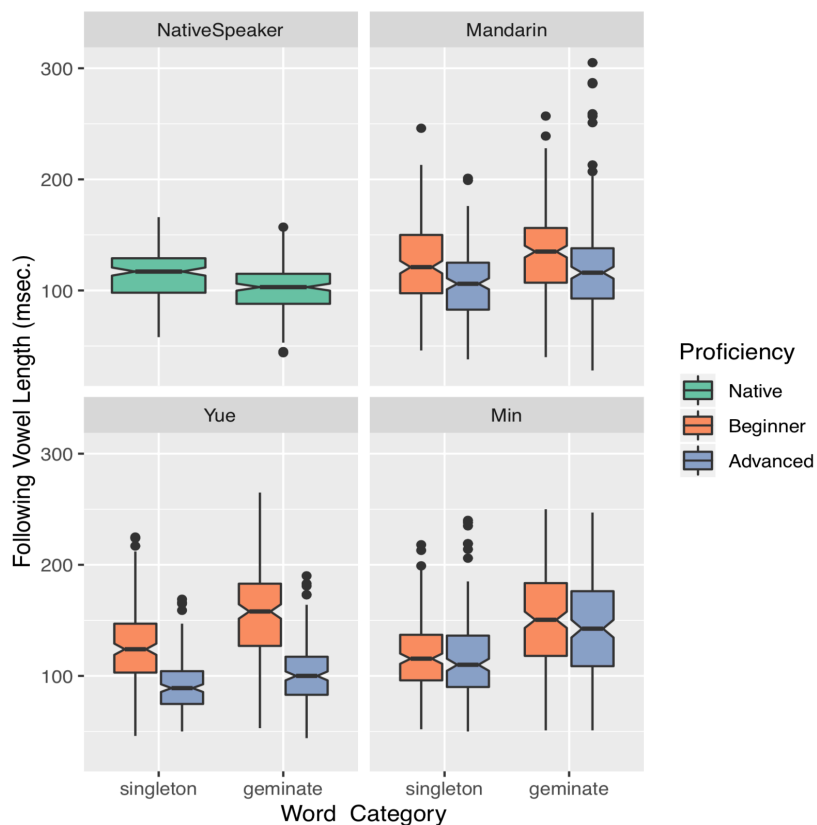 NativeSpeaker
Mandarin
300
200
100
Yue
Min
300
200
100
singleton
geminate
singleton
geminate
Word Category
Following Vowel Length (msec.)
Proficiency
Native
Beginner
Advanced